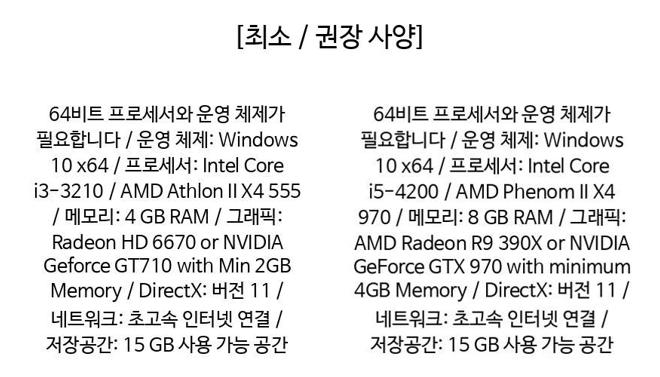 [최소 / 권장 사양]
64비트 프로세서와 운영 체제가
필요합니다 / 운영 체제: Windows
10 x64 / 프로세서: Intel Core
i3-3210 / AMD Athlon II X4 555
/ 메모리: 4 GB RAM / 그래픽:
Radeon HD 6670 or NVIDIA
Geforce GT710 with Min 2GB
Memory / DirectX: 버전 11 /
네트워크: 초고속 인터넷 연결 /
저장공간: 15 GB 사용 가능 공간
64비트 프로세서와 운영 체제가
필요합니다 / 운영 체제: Windows
10 x64 / 프로세서: Intel Core
i5-4200 / AMD Phenom II X4
970 / 메모리: 8 GB RAM / 그래픽:
AMD Radeon R9 390X or NVIDIA
GeForce GTX 970 with minimum
4GB Memory / DirectX: 버전 11 /
네트워크: 초고속 인터넷 연결 /
저장공간: 15 GB 사용 가능 공간